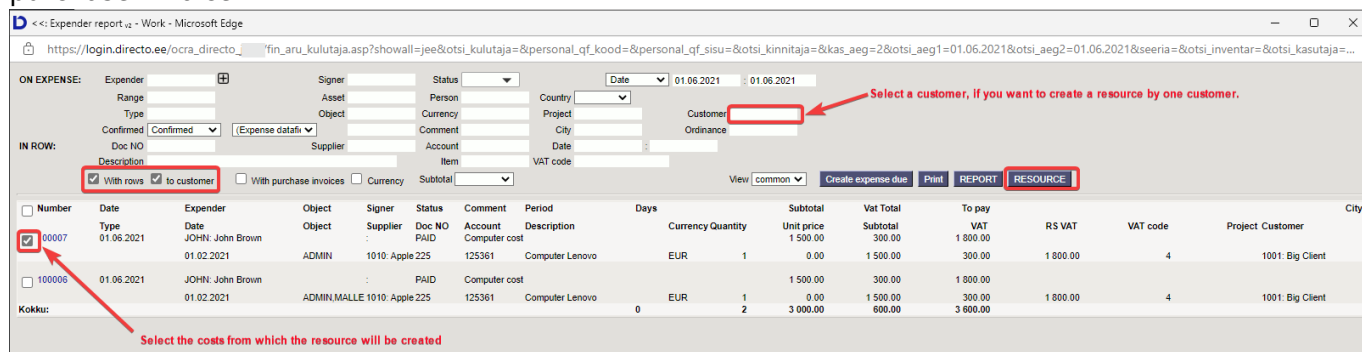 <<: Expender report v2 - Work - Microsoft Edge
https://login.directo.ee/ocra_directo_ /fin_aru_kulutaja.asp?showall=jee&otsi_kulutaja=&personal_qf_kood=&personal_qf_sisu=&otsi_kinnitaja=&kas_aeg=2&otsi_aeg1=01.06.2021&otsi_aeg2=01.06.2021&seeria=&otsi_inventar=&otsi_kasutaja=...
ON EXPENSE: Expender Signer Status Date 01.06.2021 : 01.06.2021
Select a customer, if you want to create a resource by one customer.
Range Asset Person Country
Type Object Currency Project Customer
Confirmed Confirmed (Expense datafi Comment City Ordinance
IN ROW: Doc NO Supplier Account Date :
Description Item VAT code
With rows to customer With purchase invoices Currency Subtotal View common Create expense due Print REPORT RESOURCE
Number Date Expender Object Signer Status Comment Period Days Subtotal Vat Total To pay City
Type Date Object Supplier Doc NO Account Description Currency Quantity Unit price Subtotal VAT RS VAT VAT code Project Customer
00007 01.06.2021 JOHN: John Brown : PAID Computer cost 1 500.00 300.00 1 800.00
01.02.2021 ADMIN 1010: Apple 225 125361 Computer Lenovo EUR 1 0.00 1 500.00 300.00 1 800.00 4 1001: Big Client
100006 01.06.2021 JOHN: John Brown : PAID Computer cost 1 500.00 300.00 1 800.00
01.02.2021 ADMIN,MALLE 1010: Apple 225 125361 Computer Lenovo EUR 1 0.00 1 500.00 300.00 1 800.00 4 1001: Big Client
Kokku: 0 2 3 000.00 600.00 3 600.00
Select the costs from which the resource will be created